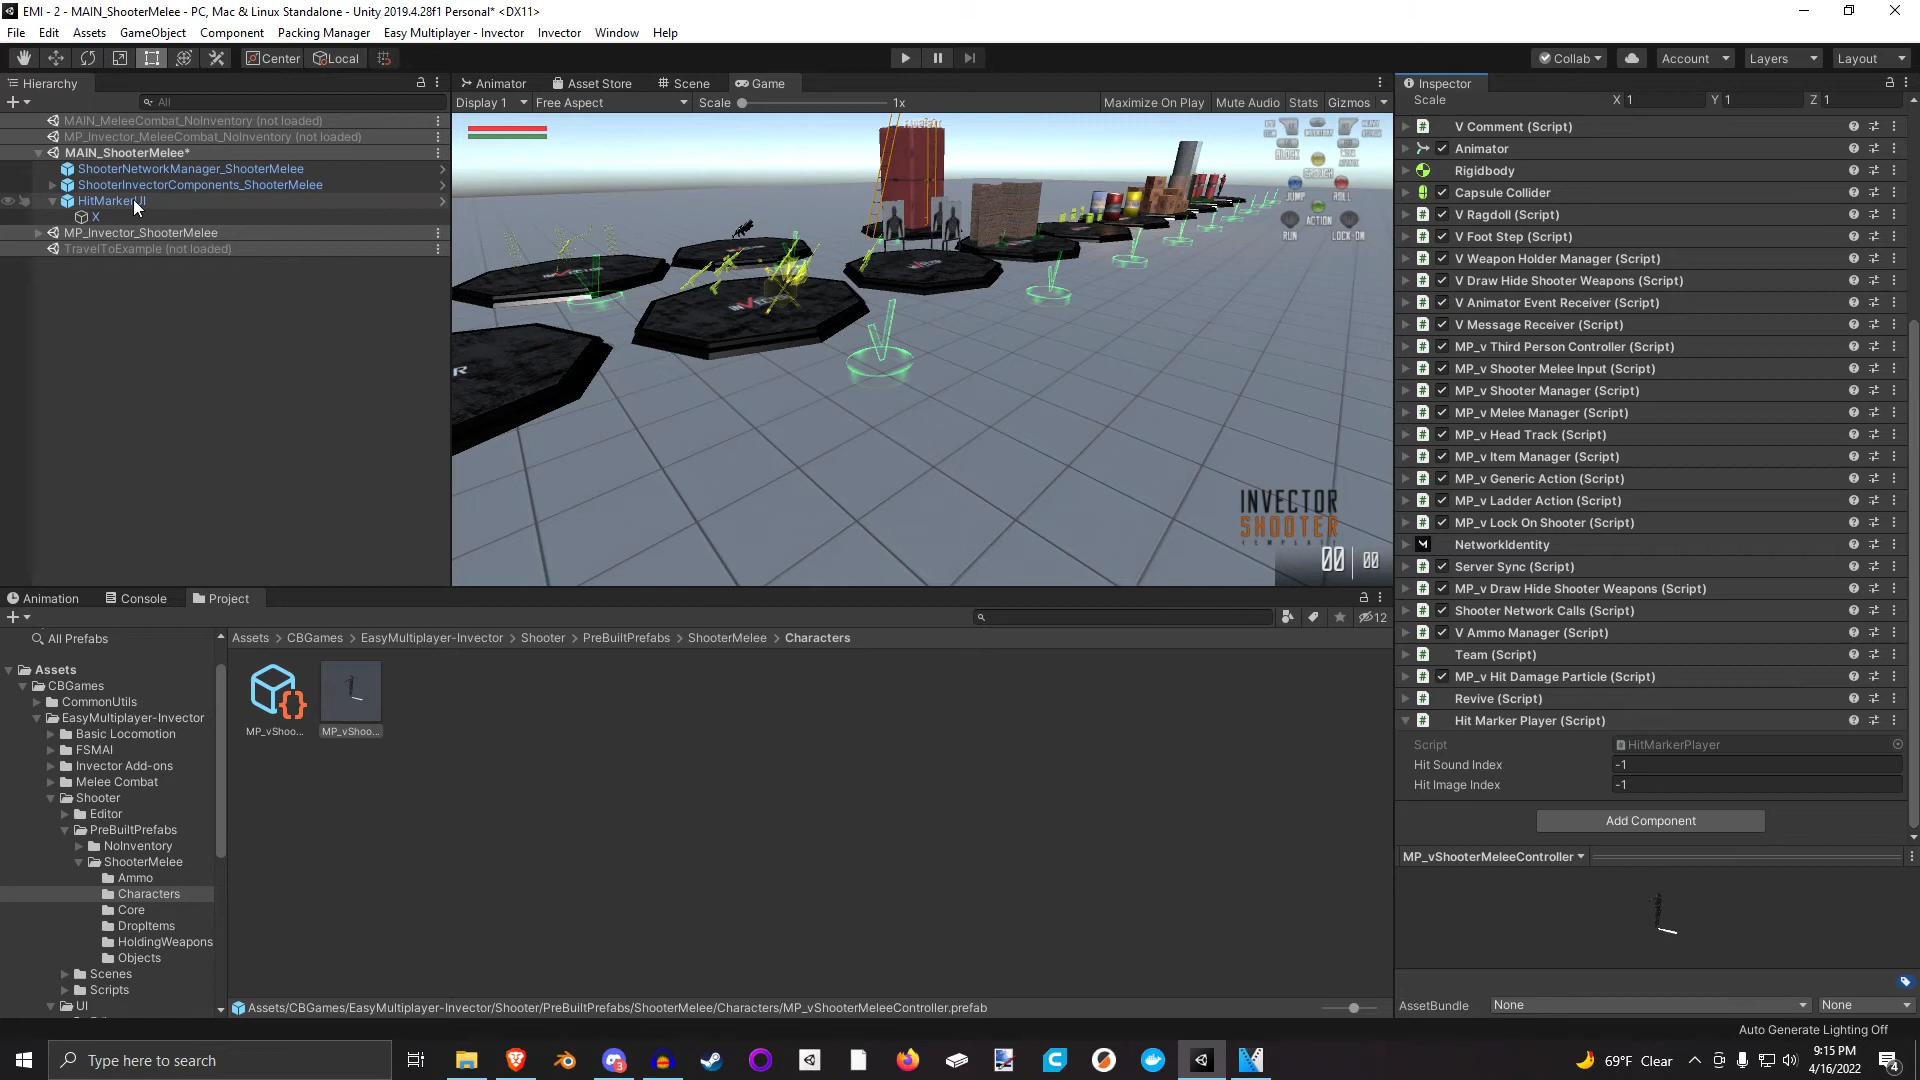 EMI - 2 - MAIN_ShooterMelee - PC, Mac & Linux Standalone - Unity 2019.4.28f1 Personal* <DX11>
File Edit Assets GameObject Component Packing Manager Easy Multiplayer - Invector Invector Window Help
Center Local Collab Account Layers Layout
Hierarchy
All
MAIN_MeleeCombat_NoInventory (not loaded)
MP_Invector_MeleeCombat_NoInventory (not loaded)
MAIN_ShooterMelee*
ShooterNetworkManager_ShooterMelee
ShooterInvectorComponents_ShooterMelee
HitMarkerUI
X
MP_Invector_ShooterMelee
TravelToExample (not loaded)
Animator Asset Store Scene Game
Display 1 Free Aspect Scale 1x Maximize On Play Mute Audio Stats Gizmos
BLOCK
CROUCH
JUMP
ROLL
ACTION
RUN
LOCK-ON
INVECTOR
SHOOTER
TEMPLATE
00 | 00
Inspector
Scale X 1 Y 1 Z 1
V Comment (Script)
Animator
Rigidbody
Capsule Collider
V Ragdoll (Script)
V Foot Step (Script)
V Weapon Holder Manager (Script)
V Draw Hide Shooter Weapons (Script)
V Animator Event Receiver (Script)
V Message Receiver (Script)
MP_v Third Person Controller (Script)
MP_v Shooter Melee Input (Script)
MP_v Shooter Manager (Script)
MP_v Melee Manager (Script)
MP_v Head Track (Script)
MP_v Item Manager (Script)
MP_v Generic Action (Script)
MP_v Ladder Action (Script)
MP_v Lock On Shooter (Script)
NetworkIdentity
Server Sync (Script)
MP_v Draw Hide Shooter Weapons (Script)
Shooter Network Calls (Script)
V Ammo Manager (Script)
Team (Script)
MP_v Hit Damage Particle (Script)
Revive (Script)
Hit Marker Player (Script)
Script HitMarkerPlayer
Hit Sound Index -1
Hit Image Index -1
Add Component
MP_vShooterMeleeController
AssetBundle None None
Auto Generate Lighting Off
Animation Console Project
12
All Prefabs
Assets
CBGames
CommonUtils
EasyMultiplayer-Invector
Basic Locomotion
FSMAI
Invector Add-ons
Melee Combat
Shooter
Editor
PreBuiltPrefabs
NoInventory
ShooterMelee
Ammo
Characters
Core
DropItems
HoldingWeapons
Objects
Scenes
Scripts
UI
Assets > CBGames > EasyMultiplayer-Invector > Shooter > PreBuiltPrefabs > ShooterMelee > Characters
MP_vShoo... MP_vShoo...
Assets/CBGames/EasyMultiplayer-Invector/Shooter/PreBuiltPrefabs/ShooterMelee/Characters/MP_vShooterMeleeController.prefab
Type here to search
69°F Clear
9:15 PM
4/16/2022